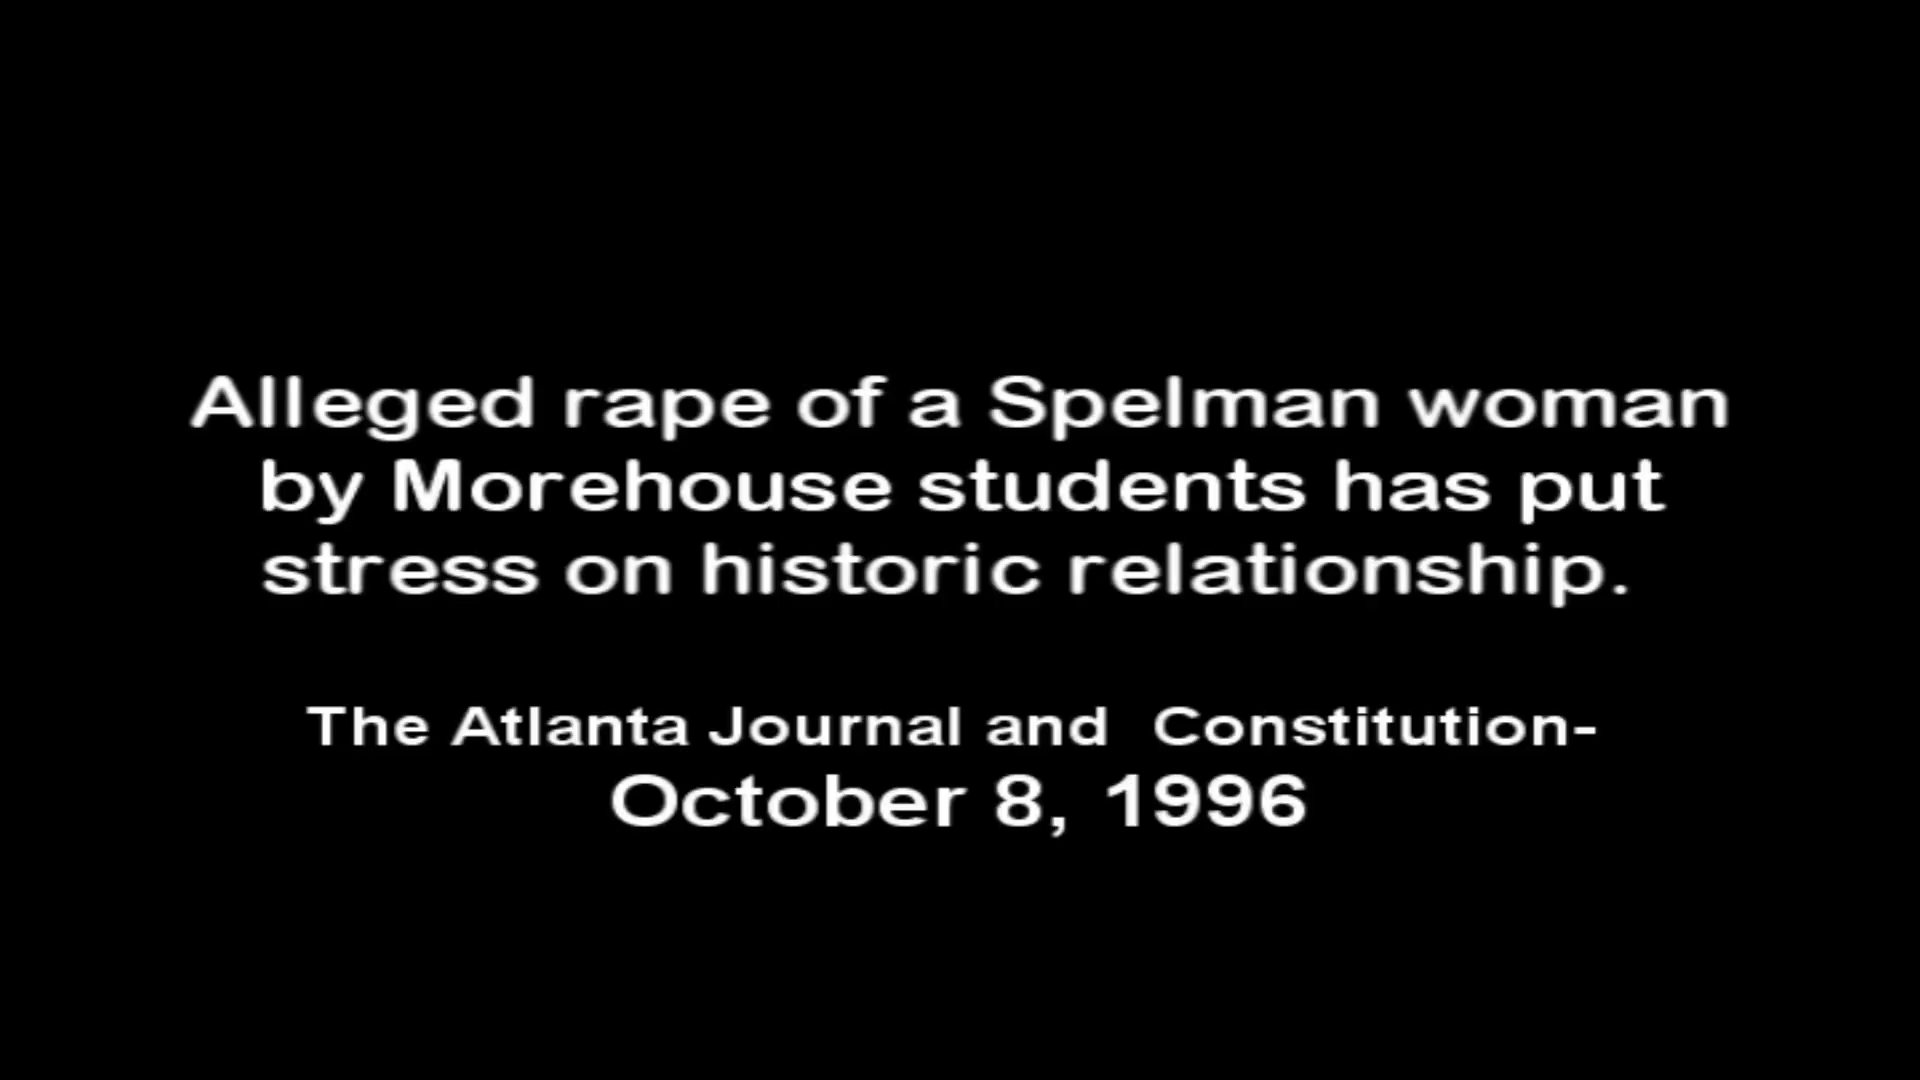 Alleged rape of a Spelman woman
by Morehouse students has put
stress on historic relationship.
The Atlanta Journal and  Constitution-
October 8, 1996